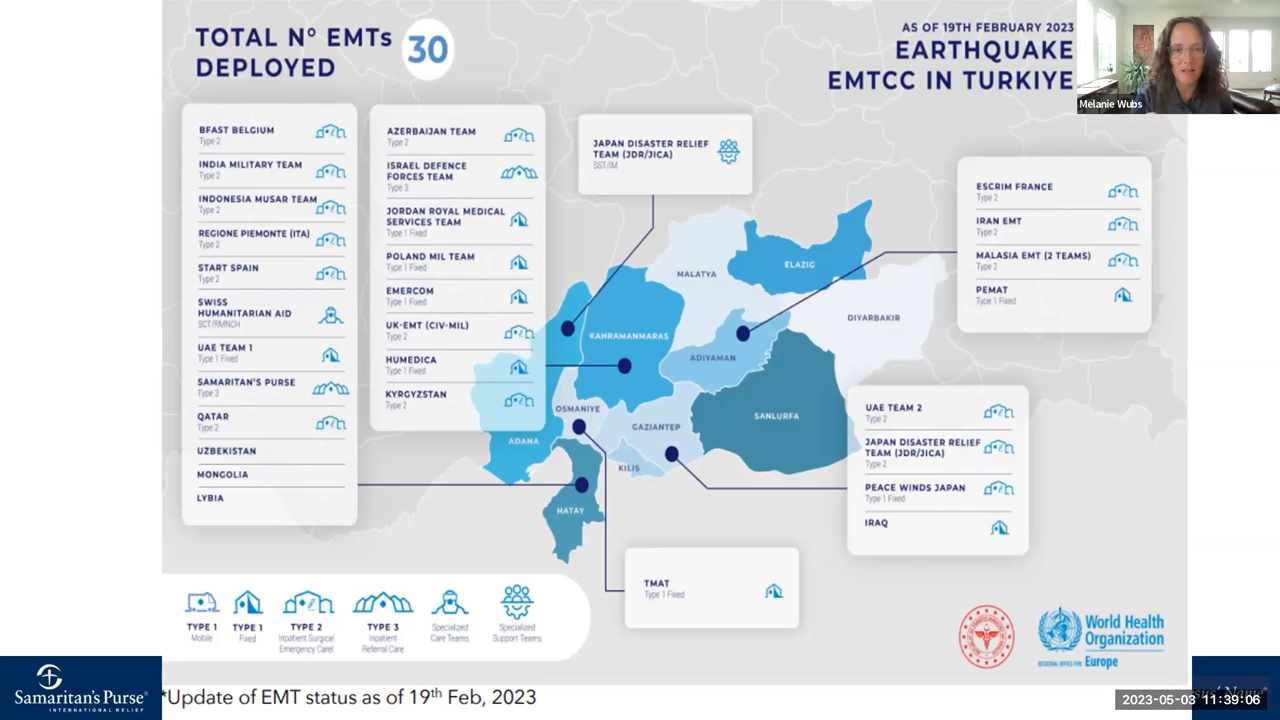 TOTAL N° EMTs
DEPLOYED
30
AS OF 19TH FEBRUARY 2023
EARTHQUAKE
EMTCC IN TURKIYE
Melanie Wubs
BFAST BELGIUM
Type 2
INDIA MILITARY TEAM
Type 2
INDONESIA MUSAR TEAM
Type 2
REGIONE PIEMONTE (ITA)
Type 2
START SPAIN
Type 2
SWISS
HUMANITARIAN AID
SCT/RMNCH
UAE TEAM 1
Type 1 Fixed
SAMARITAN'S PURSE
Type 3
QATAR
Type 2
UZBEKISTAN
MONGOLIA
LYBIA
AZERBAIJAN TEAM
Type 2
ISRAEL DEFENCE
FORCES TEAM
Type 3
JORDAN ROYAL MEDICAL
SERVICES TEAM
Type 1 Fixed
POLAND MIL TEAM
Type 1 Fixed
EMERCOM
Type 1 Fixed
UK-EMT (CIV-MIL)
Type 2
HUMEDICA
Type 1 Fixed
KYRGYZSTAN
Type 2
JAPAN DISASTER RELIEF
TEAM (JDR/JICA)
SST/IM
ESCRIM FRANCE
Type 2
IRAN EMT
Type 2
MALASIA EMT (2 TEAMS)
Type 2
PEMAT
Type 1 Fixed
MALATYA
ELAZIG
DIYARBAKIR
KAHRAMANMARAS
ADIYAMAN
OSMANIYE
SANLURFA
GAZIANTEP
ADANA
KILIS
HATAY
UAE TEAM 2
Type 2
JAPAN DISASTER RELIEF
TEAM (JDR/JICA)
Type 2
PEACE WINDS JAPAN
Type 1 Fixed
IRAQ
TMAT
Type 1 Fixed
TYPE 1
Mobile
TYPE 1
Fixed
TYPE 2
Inpatient Surgical
Emergency Care)
TYPE 3
Inpatient
Referral Care
Specialized
Care Teams
Specialized
Support Teams
World Health
Organization
REGIONAL OFFICE FOR Europe
Samaritan's Purse®
INTERNATIONAL RELIEF
*Update of EMT status as of 19th Feb, 2023
2023-05-03 11:39:06